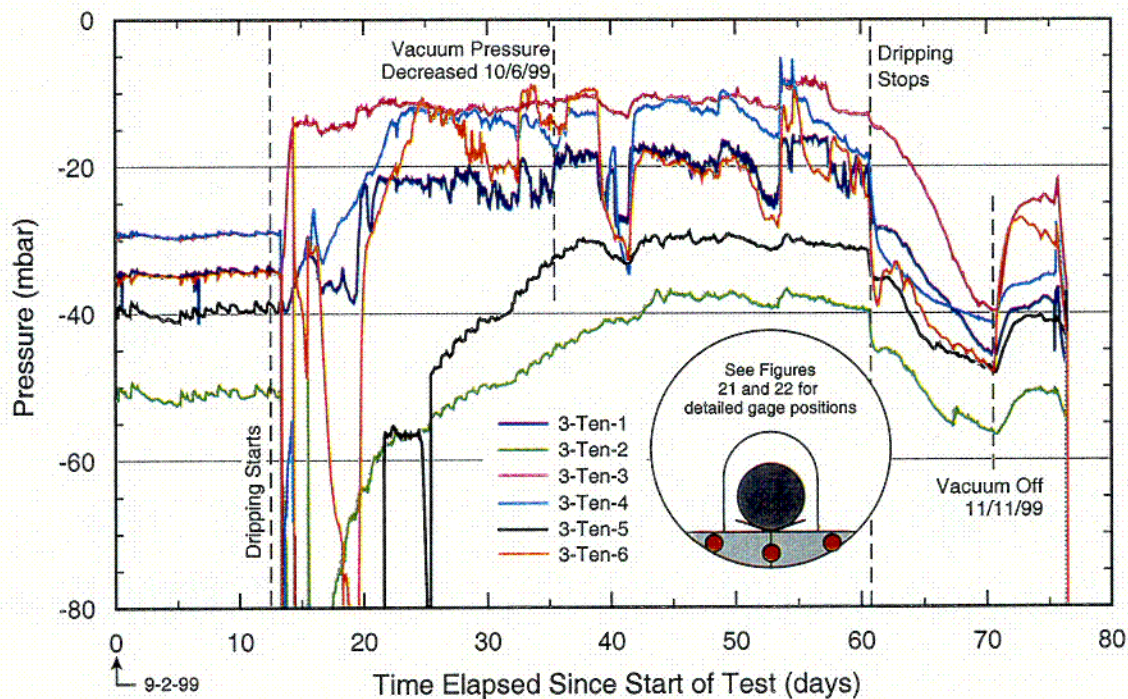 0
-20
-40
-60
-80
Pressure (mbar)
Vacuum Pressure
Decreased 10/6/99
Dripping
Stops
Dripping Starts
3-Ten-1
3-Ten-2
3-Ten-3
3-Ten-4
3-Ten-5
3-Ten-6
See Figures
21 and 22 for
detailed gage positions
Vacuum Off
11/11/99
0 10 20 30 40 50 60 70 80
9-2-99
Time Elapsed Since Start of Test (days)